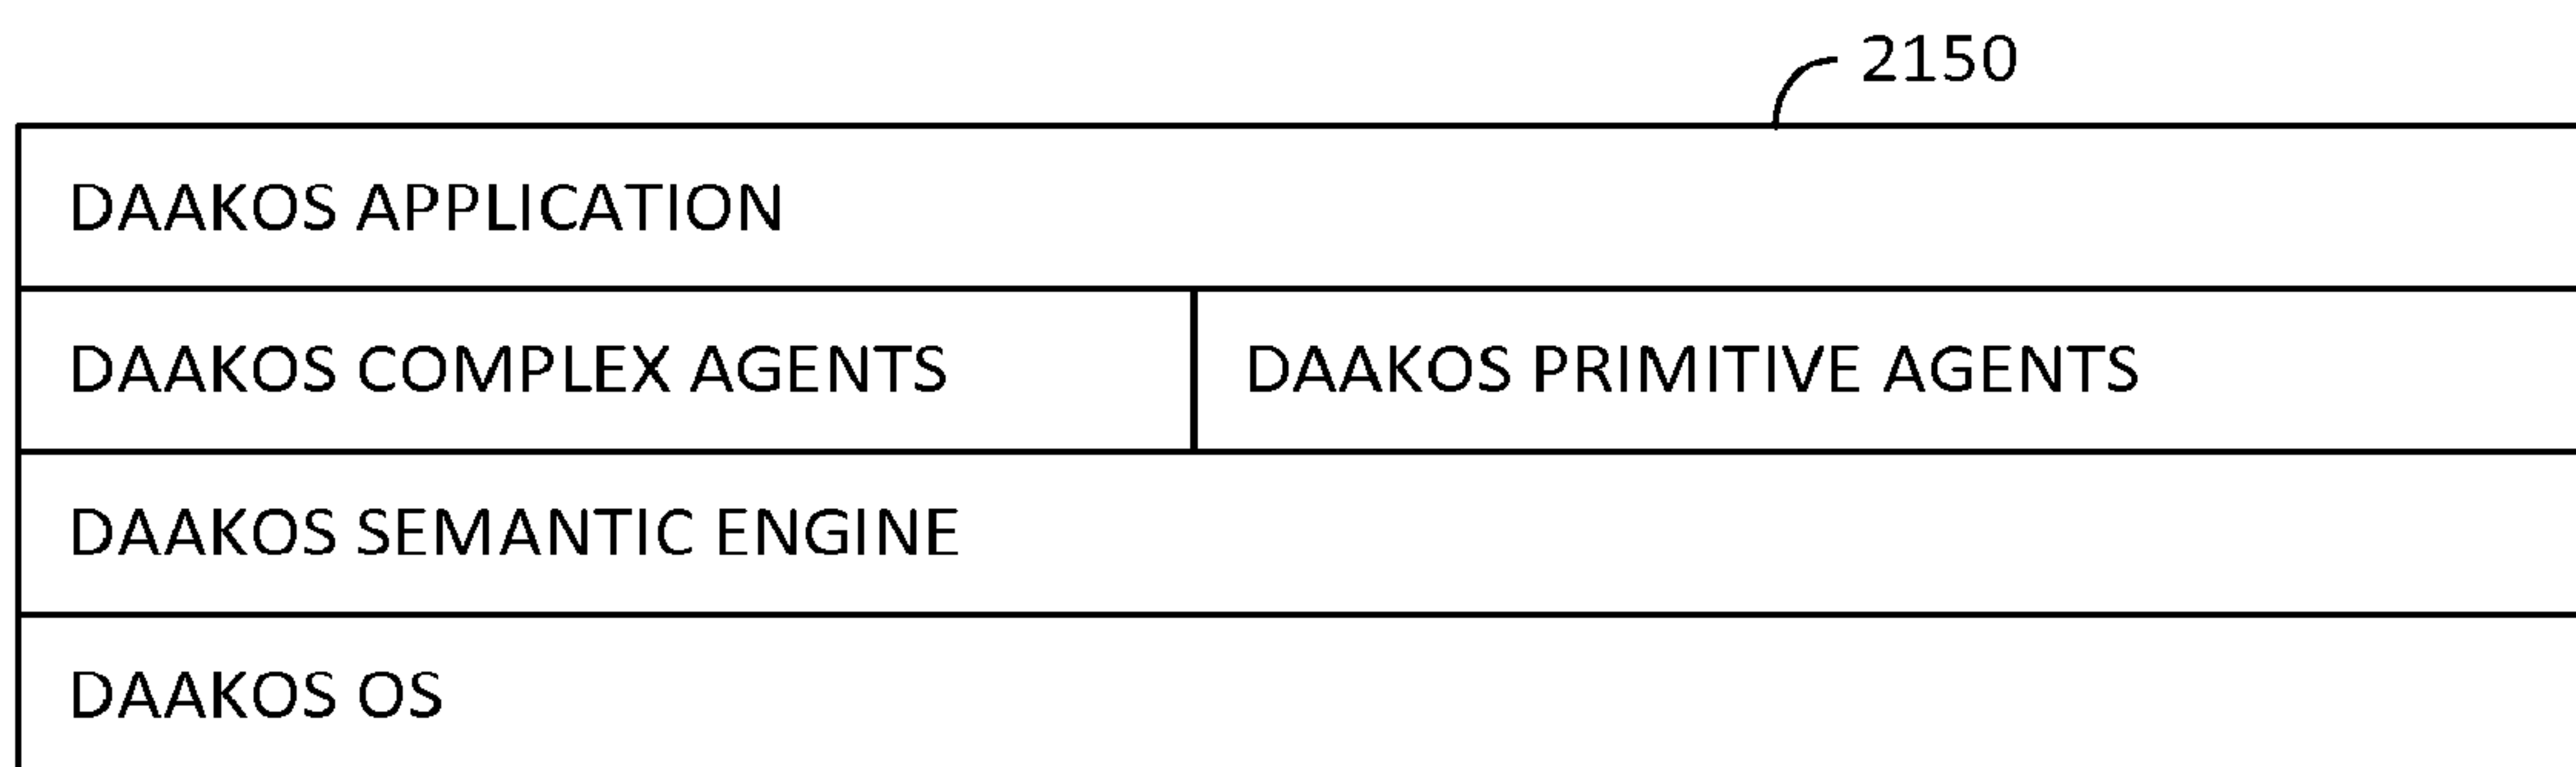 2150
DAAKOS APPLICATION
DAAKOS COMPLEX AGENTS
DAAKOS PRIMITIVE AGENTS
DAAKOS SEMANTIC ENGINE
DAAKOS OS